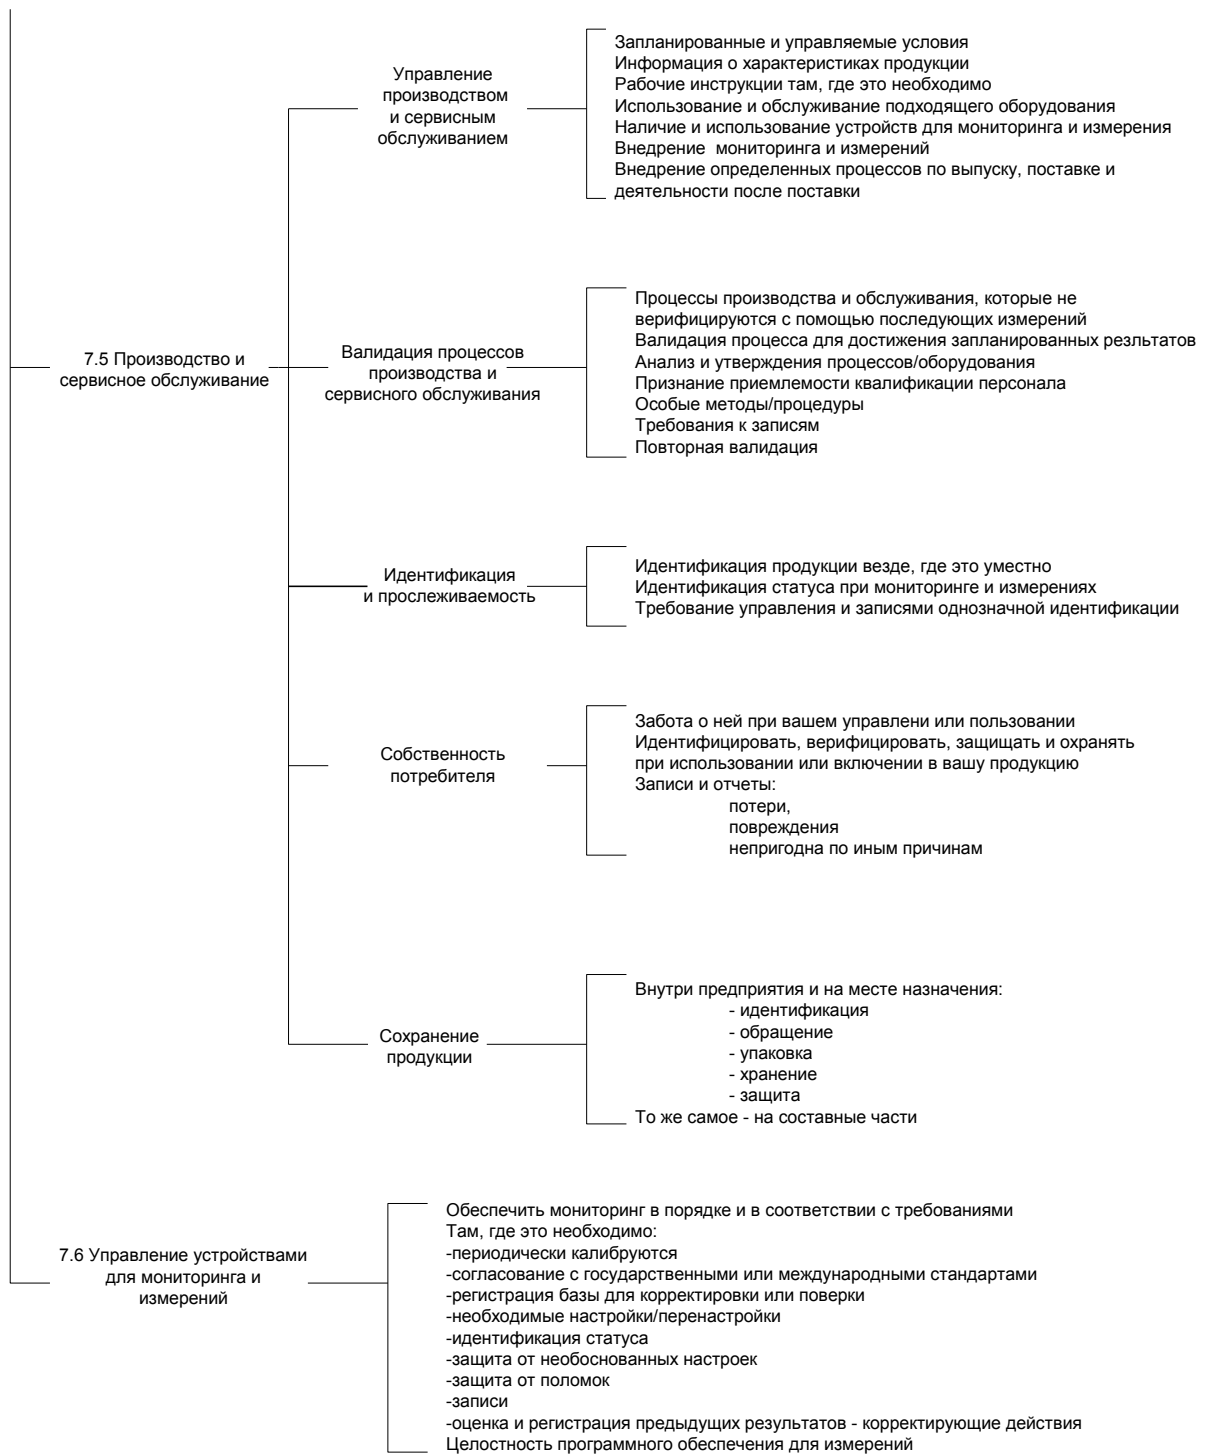 Запланированные и управляемые условия
Информация о характеристиках продукции
Рабочие инструкции там, где это необходимо
Использование и обслуживание подходящего оборудования
Наличие и использование устройств для мониторинга и измерения
Внедрение мониторинга и измерений
Внедрение определенных процессов по выпуску, поставке и
деятельности после поставки
Управление
производством
и сервисным
обслуживанием
Процессы производства и обслуживания, которые не
верифицируются с помощью последующих измерений
Валидация процесса для достижения запланированных резльтатов
Анализ и утверждения процессов/оборудования
Признание приемлемости квалификации персонала
Особые методы/процедуры
Требования к записям
Повторная валидация
7.5 Производство и
сервисное обслуживание
Валидация процессов
производства и
сервисного обслуживания
Идентификация
и прослеживаемость
Идентификация продукции везде, где это уместно
Идентификация статуса при мониторинге и измерениях
Требование управления и записями однозначной идентификации
Собственность
потребителя
Забота о ней при вашем управлени или пользовании
Идентифицировать, верифицировать, защищать и охранять
при использовании или включении в вашу продукцию
Записи и отчеты:
потери,
повреждения
непригодна по иным причинам
Сохранение
продукции
Внутри предприятия и на месте назначения:
- идентификация
- обращение
- упаковка
- хранение
- защита
То же самое - на составные части
7.6 Управление устройствами
для мониторинга и
измерений
Обеспечить мониторинг в порядке и в соответствии с требованиями
Там, где это необходимо:
-периодически калибруются
-согласование с государственными или международными стандартами
-регистрация базы для корректировки или поверки
-необходимые настройки/перенастройки
-идентификация статуса
-защита от необоснованных настроек
-защита от поломок
-записи
-оценка и регистрация предыдущих результатов - корректирующие действия
Целостность программного обеспечения для измерений